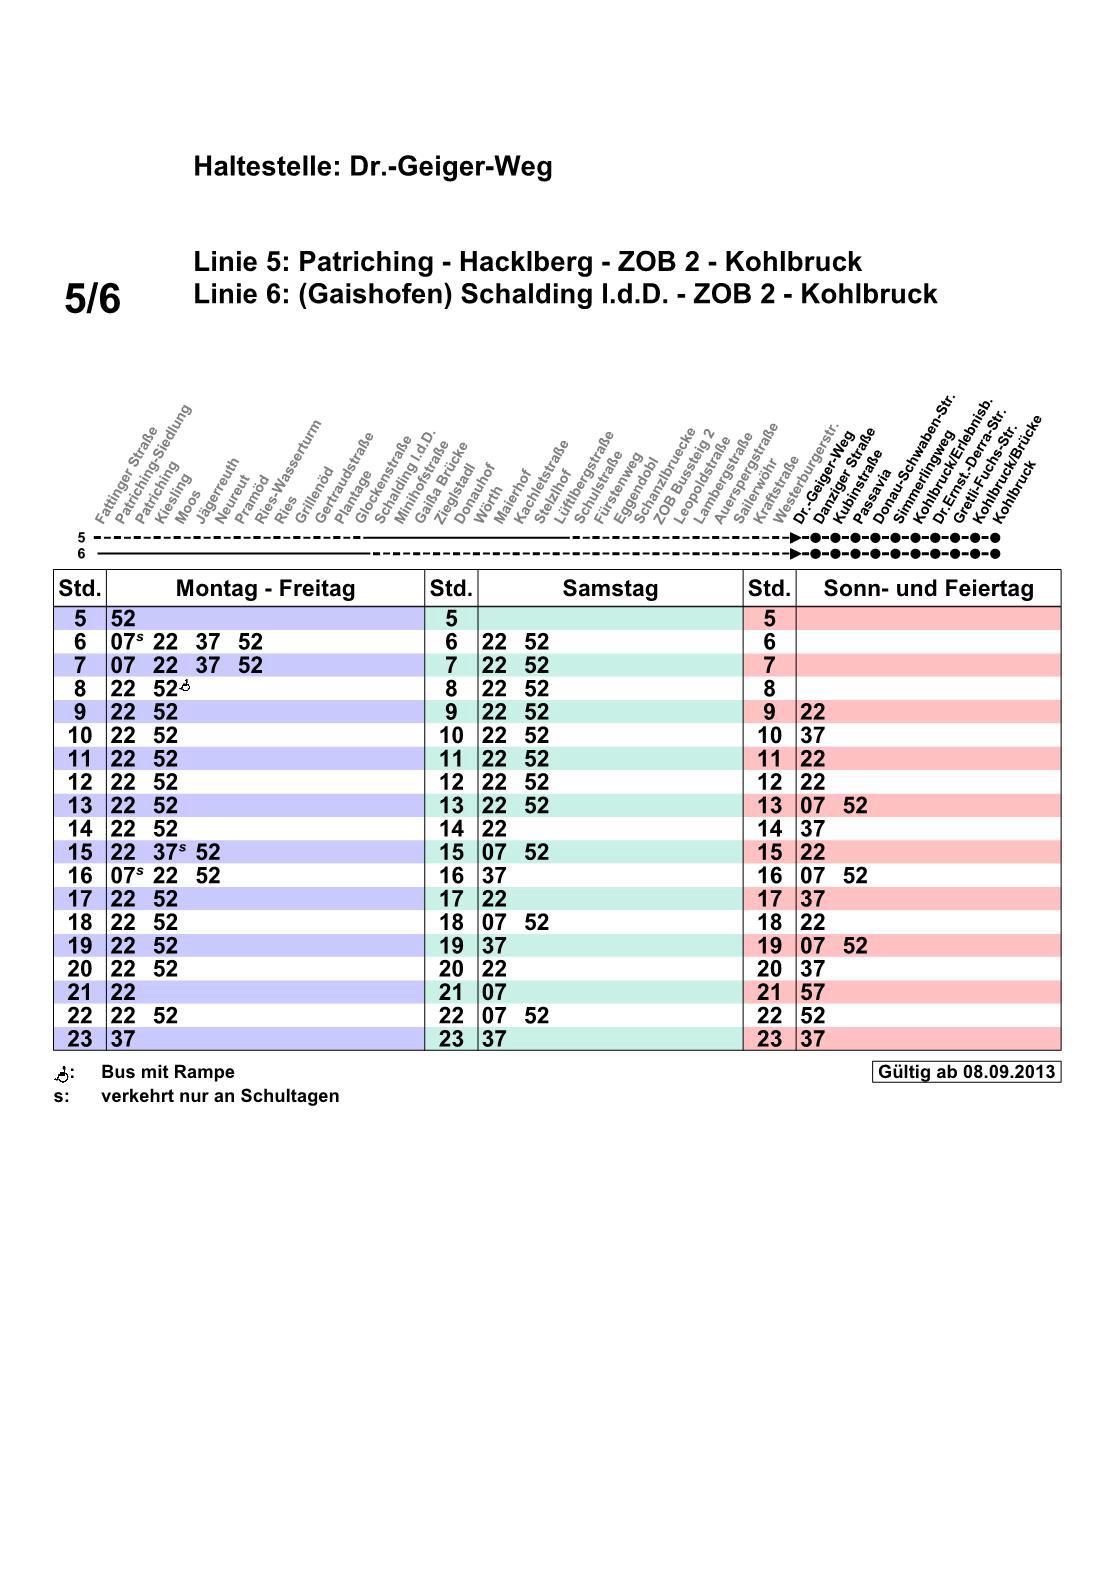 Haltestelle: Dr.-Geiger-Weg
Linie 5: Patriching - Hacklberg - ZOB 2 - Kohlbruck
5/6
Linie 6: (Gaishofen) Schalding l.d.D. - ZOB 2 - Kohlbruck
Fattinger Straße
Patriching-Siedlung
Patriching
Kiesling
Moos
Jägerreuth
Neureut
Pramöd
Ries-Wasserturm
Ries
Grillenöd
Gertraudstraße
Plantage
Glockenstraße
Schalding l.d.D.
Minihofstraße
Gaißa Brücke
Zieglstadl
Donauhof
Wörth
Maierhof
Kachletstraße
Stelzlhof
Lüftlbergstraße
Schulstraße
Fürstenweg
Eggendobl
Schanzlbruecke
ZOB Bussteig 2
Leopoldstraße
Lambergstraße
Auerspergstraße
Sailerwöhr
Kraftstraße
Westerburgerstr.
Dr.-Geiger-Weg
Danziger Straße
Kubinstraße
Passavia
Donau-Schwaben-Str.
Simmerlingweg
Kohlbruck/Erlebnisb.
Dr.Ernst.-Derra-Str.
Gretl-Fuchs-Str.
Kohlbruck/Brücke
Kohlbruck
5
6
Std. Montag - Freitag Std. Samstag Std. Sonn- und Feiertag
5 52 5 5
6 07s 22 37 52 6 22 52 6
7 07 22 37 52 7 22 52 7
8 22 52 8 22 52 8
9 22 52 9 22 52 9 22
10 22 52 10 22 52 10 37
11 22 52 11 22 52 11 22
12 22 52 12 22 52 12 22
13 22 52 13 22 52 13 07 52
14 22 52 14 22 14 37
15 22 37s 52 15 07 52 15 22
16 07s 22 52 16 37 16 07 52
17 22 52 17 22 17 37
18 22 52 18 07 52 18 22
19 22 52 19 37 19 07 52
20 22 52 20 22 20 37
21 22 21 07 21 57
22 22 52 22 07 52 22 52
23 37 23 37 23 37
: Bus mit Rampe Gültig ab 08.09.2013
s: verkehrt nur an Schultagen